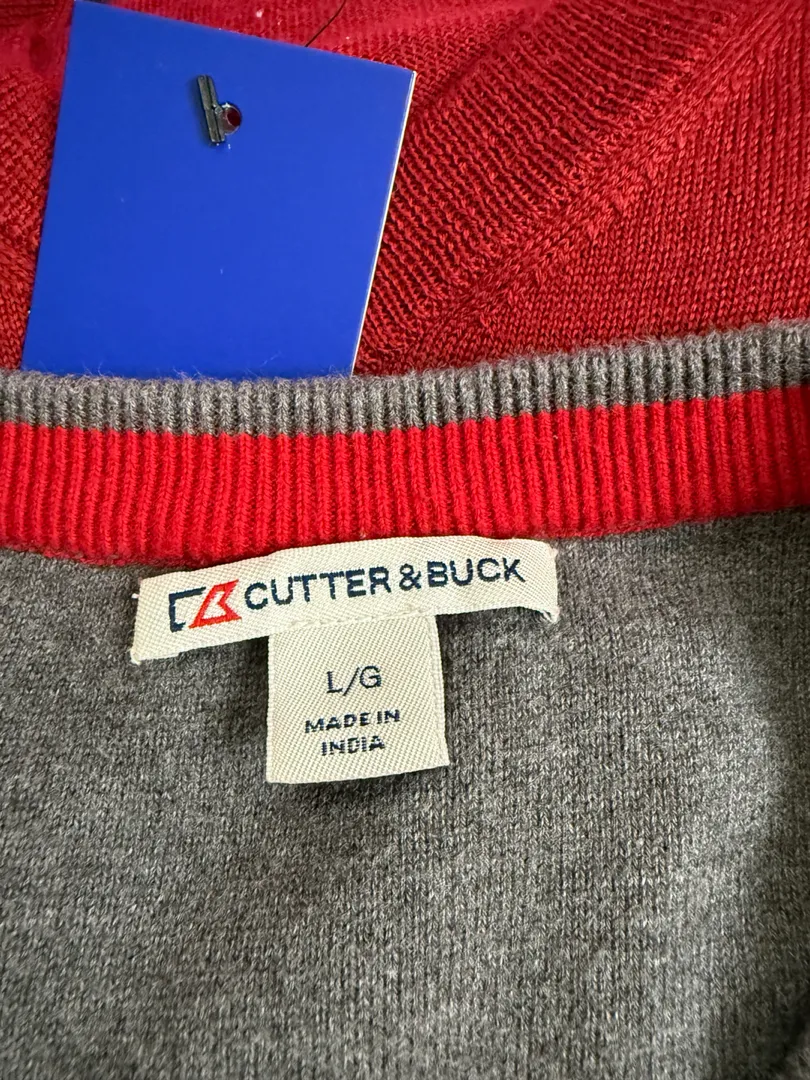 CUTTER & BUCK
L/G
MADE IN
INDIA